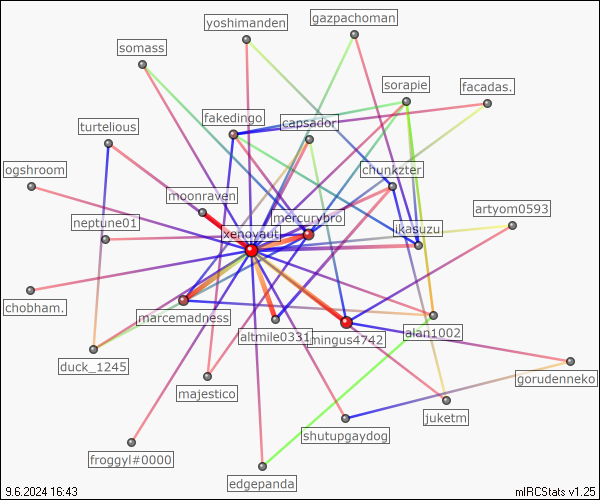 gazpachoman
yoshimanden
somass
sorapie
facadas.
fakedingo
capsador
turtelious
ogshroom
chunkzter
moonraven
artyom0593
mercurybro
neptune01
xenoyaut
ikasuzu
chobham.
marcemadness
alan1002
altmile0331
mingus4742
duck_1245
gorudenneko
majestico
juketm
shutupgaydog
froggyl#0000
edgepanda
9.6.2024 16:43
mIRCStats v1.25